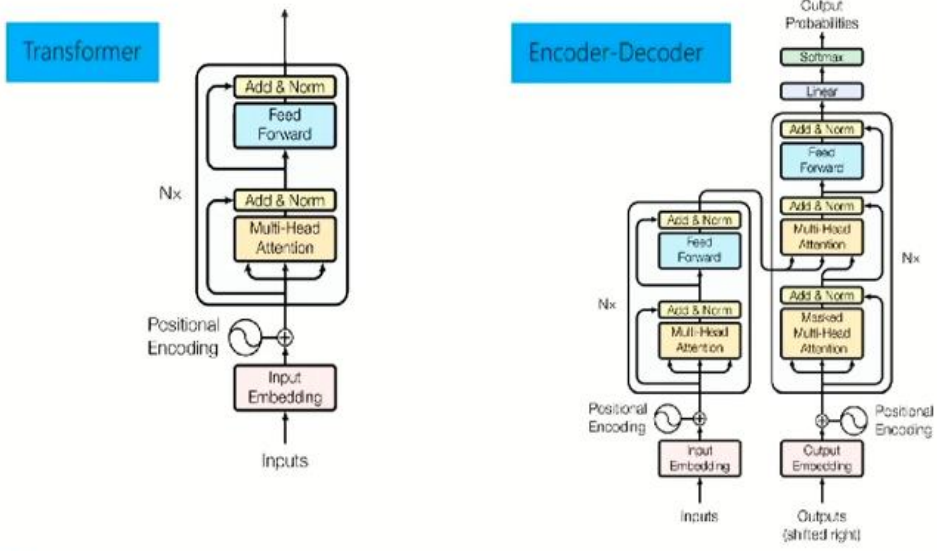 Transformer
Add & Norm
Feed
Forward
Nx
Add & Norm
Multi-Head
Attention
Positional
Encoding
Input
Embedding
Inputs
Encoder-Decoder
Output
Probabilities
Softmax
Linear
Add & Norm
Feed
Forward
Add & Norm
Multi-Head
Attention
Nx
Add & Norm
Masked
Multi-Head
Attention
Add & Norm
Feed
Forward
Nx
Add & Norm
Multi-Head
Attention
Positional
Encoding
Positional
Encoding
Input
Embedding
Output
Embedding
Inputs
Outputs
(shifted right)